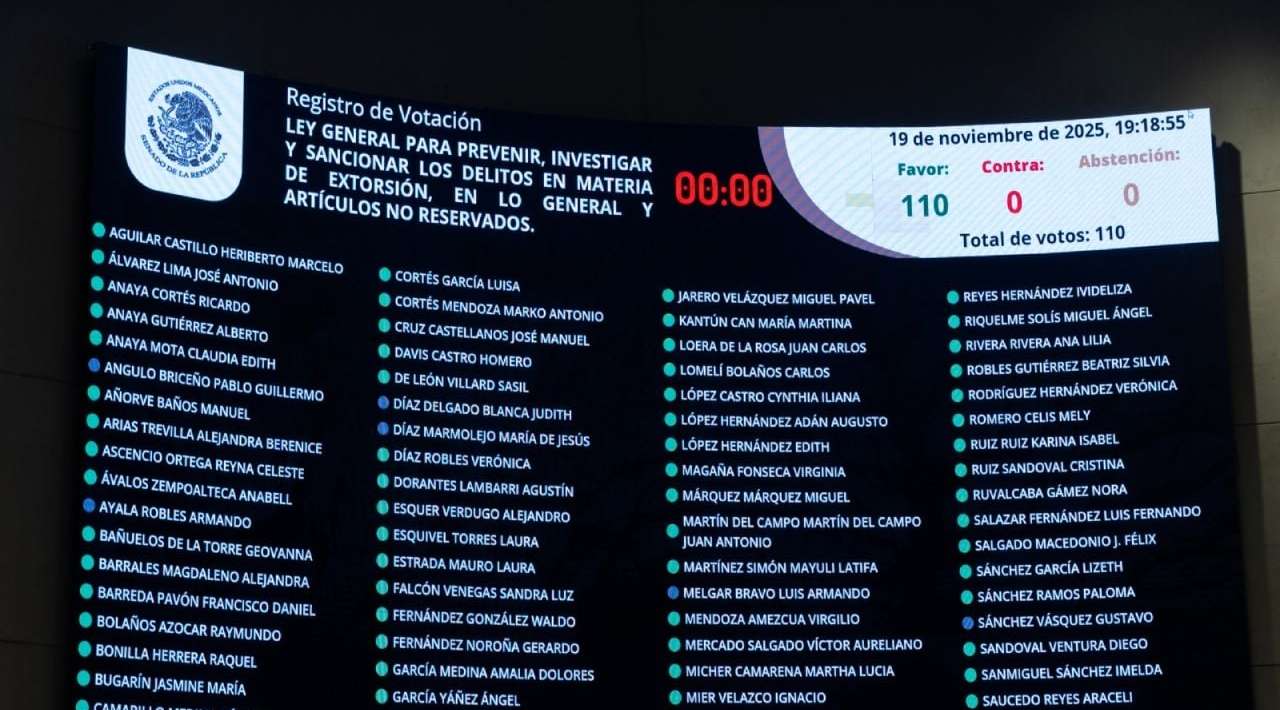 ESTADOS UNIDOS MEXICANOS
SENADO DE LA REPÚBLICA
Registro de Votación
LEY GENERAL PARA PREVENIR, INVESTIGAR
Y SANCIONAR LOS DELITOS EN MATERIA
DE EXTORSIÓN, EN LO GENERAL Y
ARTÍCULOS NO RESERVADOS.
00:00
19 de noviembre de 2025, 19:18:55
Favor: Contra: Abstención:
110 0 0
Total de votos: 110
AGUILAR CASTILLO HERIBERTO MARCELO
ÁLVAREZ LIMA JOSÉ ANTONIO
ANAYA CORTÉS RICARDO
ANAYA GUTIÉRREZ ALBERTO
ANAYA MOTA CLAUDIA EDITH
ANGULO BRICEÑO PABLO GUILLERMO
AÑORVE BAÑOS MANUEL
ARIAS TREVILLA ALEJANDRA BERENICE
ASCENCIO ORTEGA REYNA CELESTE
ÁVALOS ZEMPOALTECA ANABELL
AYALA ROBLES ARMANDO
BAÑUELOS DE LA TORRE GEOVANNA
BARRALES MAGDALENO ALEJANDRA
BARREDA PAVÓN FRANCISCO DANIEL
BOLAÑOS AZOCAR RAYMUNDO
BONILLA HERRERA RAQUEL
BUGARÍN JASMINE MARÍA
CORTÉS GARCÍA LUISA
CORTÉS MENDOZA MARKO ANTONIO
CRUZ CASTELLANOS JOSÉ MANUEL
DAVIS CASTRO HOMERO
DE LEÓN VILLARD SASIL
DÍAZ DELGADO BLANCA JUDITH
DÍAZ MARMOLEJO MARÍA DE JESÚS
DÍAZ ROBLES VERÓNICA
DORANTES LAMBARRI AGUSTÍN
ESQUER VERDUGO ALEJANDRO
ESQUIVEL TORRES LAURA
ESTRADA MAURO LAURA
FALCÓN VENEGAS SANDRA LUZ
FERNÁNDEZ GONZÁLEZ WALDO
FERNÁNDEZ NOROÑA GERARDO
GARCÍA MEDINA AMALIA DOLORES
GARCÍA YÁÑEZ ÁNGEL
JARERO VELÁZQUEZ MIGUEL PAVEL
KANTÚN CAN MARÍA MARTINA
LOERA DE LA ROSA JUAN CARLOS
LOMELÍ BOLAÑOS CARLOS
LÓPEZ CASTRO CYNTHIA ILIANA
LÓPEZ HERNÁNDEZ ADÁN AUGUSTO
LÓPEZ HERNÁNDEZ EDITH
MAGAÑA FONSECA VIRGINIA
MÁRQUEZ MÁRQUEZ MIGUEL
MARTÍN DEL CAMPO MARTÍN DEL CAMPO
JUAN ANTONIO
MARTÍNEZ SIMÓN MAYULI LATIFA
MELGAR BRAVO LUIS ARMANDO
MENDOZA AMEZCUA VIRGILIO
MERCADO SALGADO VÍCTOR AURELIANO
MICHER CAMARENA MARTHA LUCIA
MIER VELAZCO IGNACIO
REYES HERNÁNDEZ IVIDELIZA
RIQUELME SOLÍS MIGUEL ÁNGEL
RIVERA RIVERA ANA LILIA
ROBLES GUTIÉRREZ BEATRIZ SILVIA
RODRÍGUEZ HERNÁNDEZ VERÓNICA
ROMERO CELIS MELY
RUIZ RUIZ KARINA ISABEL
RUIZ SANDOVAL CRISTINA
RUVALCABA GÁMEZ NORA
SALAZAR FERNÁNDEZ LUIS FERNANDO
SALGADO MACEDONIO J. FÉLIX
SÁNCHEZ GARCÍA LIZETH
SÁNCHEZ RAMOS PALOMA
SÁNCHEZ VÁSQUEZ GUSTAVO
SANDOVAL VENTURA DIEGO
SANMIGUEL SÁNCHEZ IMELDA
SAUCEDO REYES ARACELI